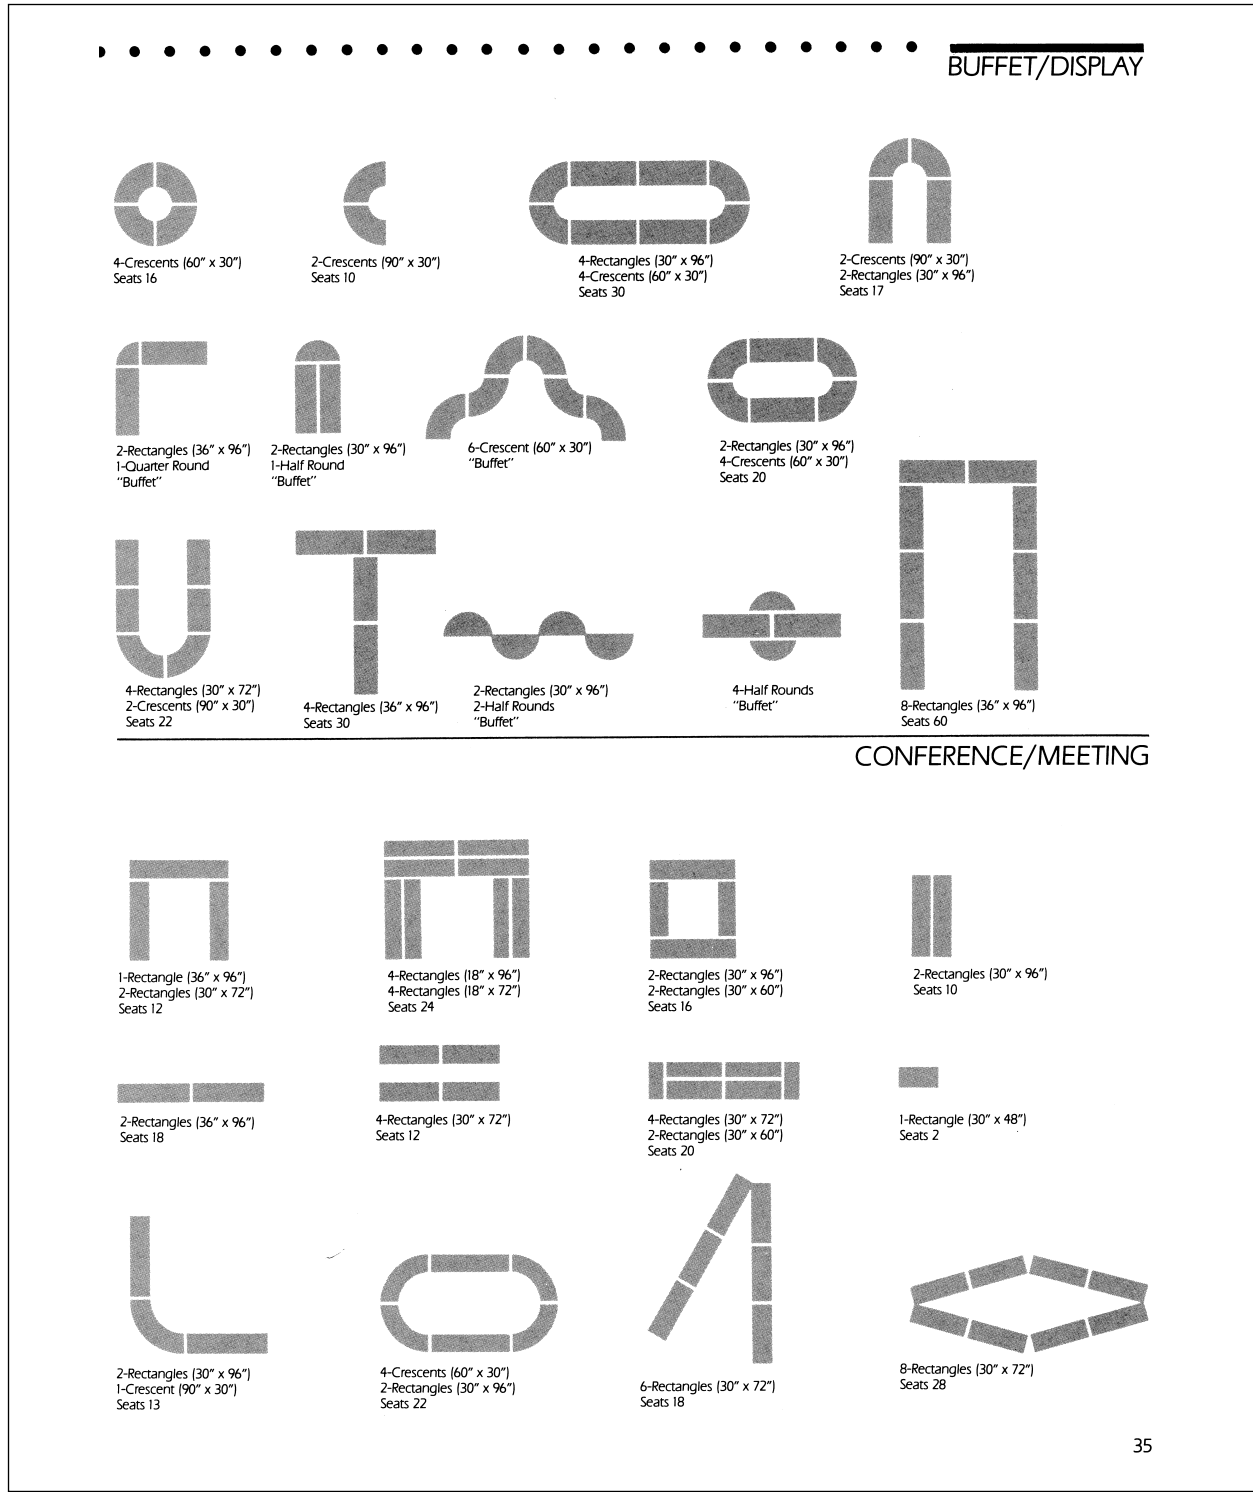 BUFFET/DISPLAY
4-Crescents (60" x 30")
Seats 16
2-Crescents (90" x 30")
Seats 10
4-Rectangles (30" x 96")
4-Crescents (60" x 30")
Seats 30
2-Crescents (90" x 30")
2-Rectangles (30" x 96")
Seats 17
2-Rectangles (36" x 96")
1-Quarter Round
"Buffet"
2-Rectangles (30" x 96")
1-Half Round
"Buffet"
6-Crescent (60" x 30")
"Buffet"
2-Rectangles (30" x 96")
4-Crescents (60" x 30")
Seats 20
4-Rectangles (30" x 72")
2-Crescents (90" x 30")
Seats 22
4-Rectangles (36" x 96")
Seats 30
2-Rectangles (30" x 96")
2-Half Rounds
"Buffet"
4-Half Rounds
"Buffet"
8-Rectangles (36" x 96")
Seats 60
CONFERENCE/MEETING
1-Rectangle (36" x 96")
2-Rectangles (30" x 72")
Seats 12
4-Rectangles (18" x 96")
4-Rectangles (18" x 72")
Seats 24
2-Rectangles (30" x 96")
2-Rectangles (30" x 60")
Seats 16
2-Rectangles (30" x 96")
Seats 10
2-Rectangles (36" x 96")
Seats 18
4-Rectangles (30" x 72")
Seats 12
4-Rectangles (30" x 72")
2-Rectangles (30" x 60")
Seats 20
1-Rectangle (30" x 48")
Seats 2
2-Rectangles (30" x 96")
1-Crescent (90" x 30")
Seats 13
4-Crescents (60" x 30")
2-Rectangles (30" x 96")
Seats 22
6-Rectangles (30" x 72")
Seats 18
8-Rectangles (30" x 72")
Seats 28
35